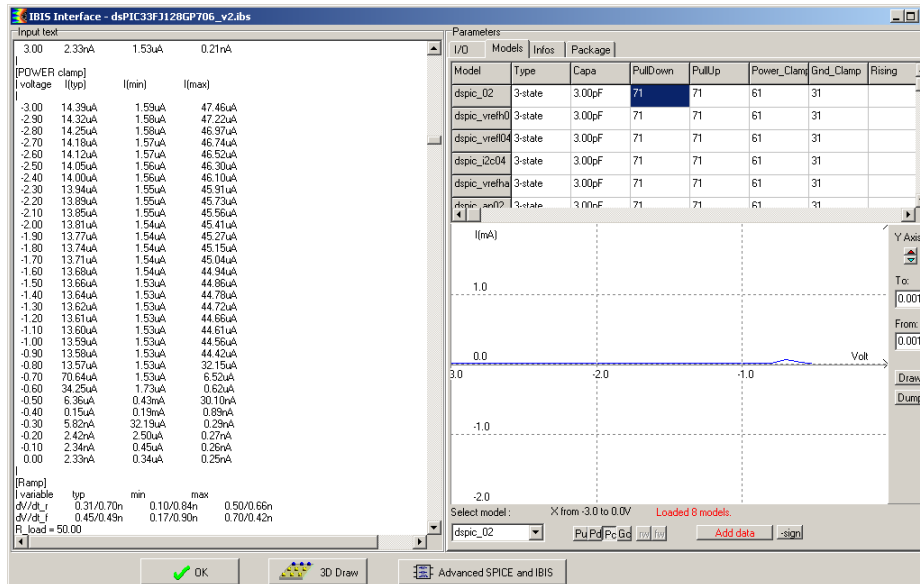 IBIS Interface - dsPIC33FJ128GP706_v2.ibs
Input text
3.00 2.33nA 1.53uA 0.21nA
|
[POWER clamp]
| voltage I(typ) I(min) I(max)
|
-3.00 14.39uA 1.59uA 47.46uA
-2.90 14.32uA 1.58uA 47.22uA
-2.80 14.25uA 1.58uA 46.97uA
-2.70 14.18uA 1.57uA 46.74uA
-2.60 14.12uA 1.57uA 46.52uA
-2.50 14.05uA 1.56uA 46.30uA
-2.40 14.00uA 1.56uA 46.10uA
-2.30 13.94uA 1.55uA 45.91uA
-2.20 13.89uA 1.55uA 45.73uA
-2.10 13.85uA 1.55uA 45.56uA
-2.00 13.81uA 1.54uA 45.41uA
-1.90 13.77uA 1.54uA 45.27uA
-1.80 13.74uA 1.54uA 45.15uA
-1.70 13.71uA 1.54uA 45.04uA
-1.60 13.68uA 1.54uA 44.94uA
-1.50 13.66uA 1.53uA 44.86uA
-1.40 13.64uA 1.53uA 44.78uA
-1.30 13.62uA 1.53uA 44.72uA
-1.20 13.61uA 1.53uA 44.66uA
-1.10 13.60uA 1.53uA 44.61uA
-1.00 13.59uA 1.53uA 44.56uA
-0.90 13.58uA 1.53uA 44.42uA
-0.80 13.57uA 1.53uA 32.15uA
-0.70 70.64uA 1.53uA 6.52uA
-0.60 34.25uA 1.73uA 0.62uA
-0.50 6.36uA 0.43mA 30.10nA
-0.40 0.15uA 0.19mA 0.89nA
-0.30 5.82nA 32.19uA 0.29nA
-0.20 2.42nA 2.50uA 0.27nA
-0.10 2.34nA 0.45uA 0.26nA
0.00 2.33nA 0.34uA 0.25nA
|
[Ramp]
| variable typ min max
dV/dt_r 0.31/0.70n 0.10/0.84n 0.50/0.66n
dV/dt_f 0.45/0.49n 0.17/0.90n 0.70/0.42n
R_load = 50.00
Parameters
I/O Models Infos Package
Model Type Capa PullDown PullUp Power_Clamp Gnd_Clamp Rising
dspic_02 3-state 3.00pF 71 71 61 31
dspic_vrefh0 3-state 3.00pF 71 71 61 31
dspic_vrefl04 3-state 3.00pF 71 71 61 31
dspic_i2c04 3-state 3.00pF 71 71 61 31
dspic_vrefha 3-state 3.00pF 71 71 61 31
dspic_an02 3-state 3.00pF 71 71 61 31
I(mA)
1.0
0.0 Volt
3.0 -2.0 -1.0
-1.0
-2.0
Y Axis
To:
0.001
From:
0.001
Draw
Dump
Select model : X from -3.0 to 0.0V Loaded 8 models.
dspic_02 Pu Pd Pc Gc rw fw Add data -sign
OK 3D Draw Advanced SPICE and IBIS